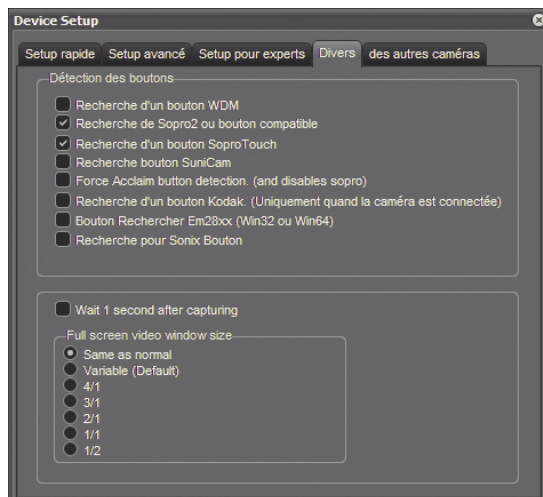 Device Setup
Setup rapide Setup avancé Setup pour experts Divers des autres caméras
Détection des boutons
Recherche d'un bouton WDM
Recherche de Sopro2 ou bouton compatible
Recherche d'un bouton SoproTouch
Recherche bouton SuniCam
Force Acclaim button detection. (and disables sopro)
Recherche d'un bouton Kodak. (Uniquement quand la caméra est connectée)
Bouton Rechercher Em28xx (Win32 ou Win64)
Recherche pour Sonix Bouton
Wait 1 second after capturing
Full screen video window size
Same as normal
Variable (Default)
4/1
3/1
2/1
1/1
1/2